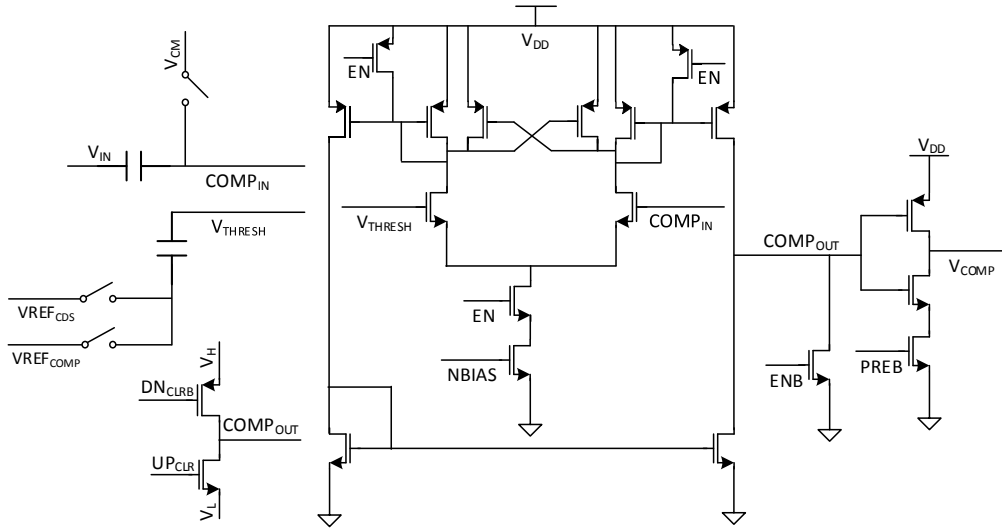 V_DD
V_CM
EN
EN
V_IN
COMP_IN
V_DD
V_THRESH
V_THRESH
COMP_IN
COMP_OUT
V_COMP
VREF_CDS
EN
VREF_COMP
V_H
NBIAS
ENB
PREB
DN_CLRB
COMP_OUT
UP_CLR
V_L